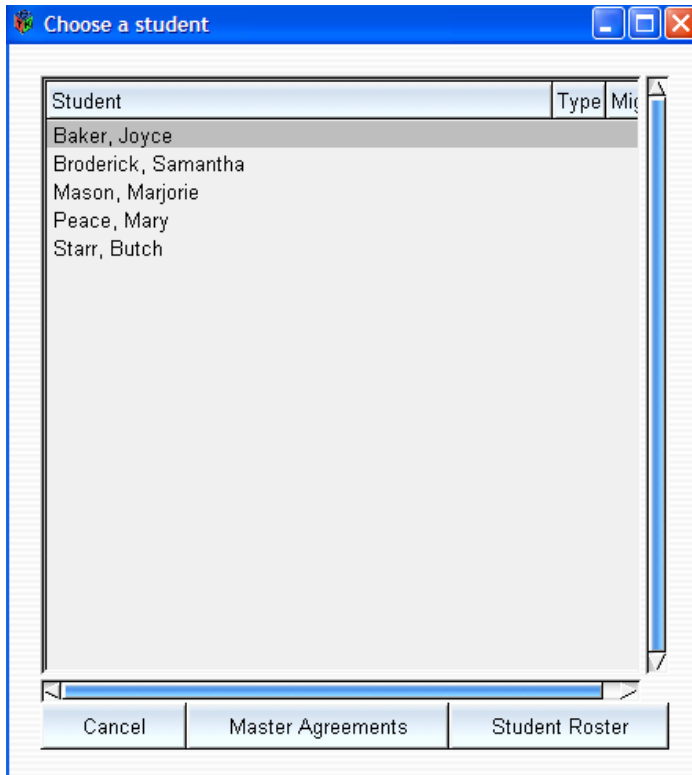 Choose a student
Student Type Mig
Baker, Joyce
Broderick, Samantha
Mason, Marjorie
Peace, Mary
Starr, Butch
Cancel Master Agreements Student Roster